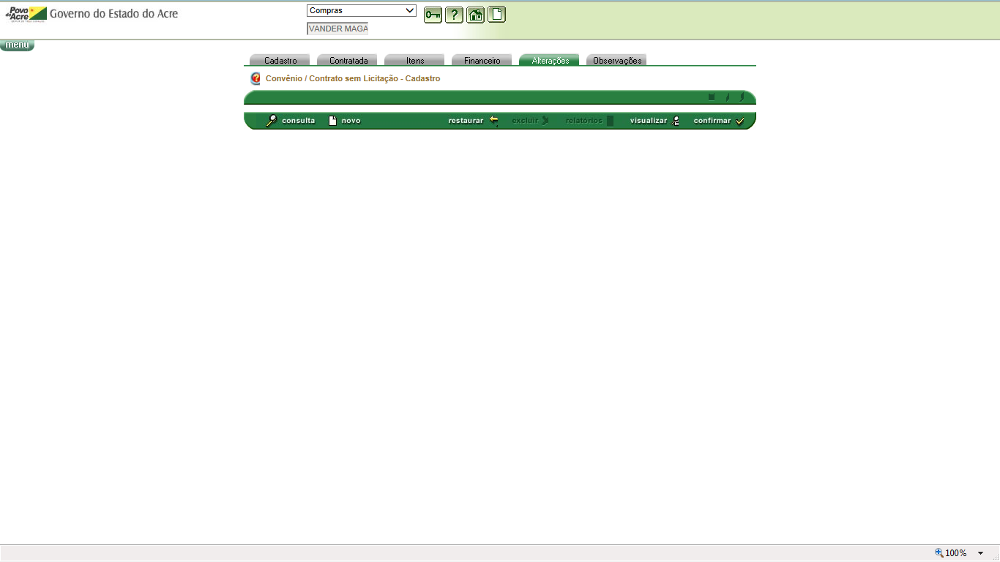 Povo
do Acre
Governo do Estado do Acre
Compras
?
VANDER MAGA
menu
Cadastro Contratada Itens Financeiro Alterações Observações
? Convênio / Contrato sem Licitação - Cadastro
consulta novo restaurar excluir relatórios visualizar confirmar
100%